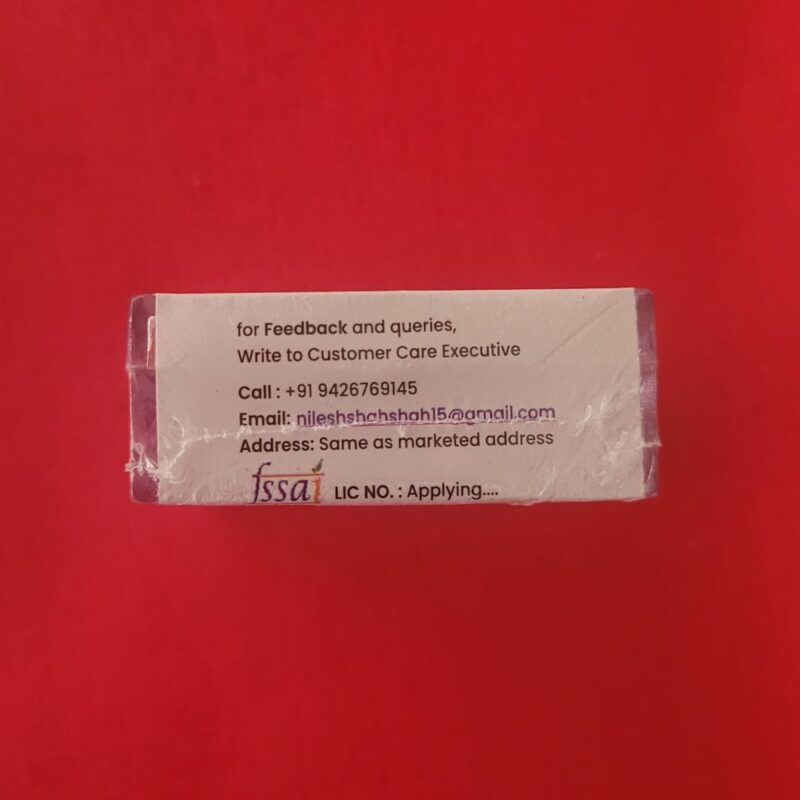 for Feedback and queries,
Write to Customer Care Executive
Call : +91 9426769145
Email: nileshshahshah15@gmail.com
Address: Same as marketed address
fssai LIC NO. : Applying....